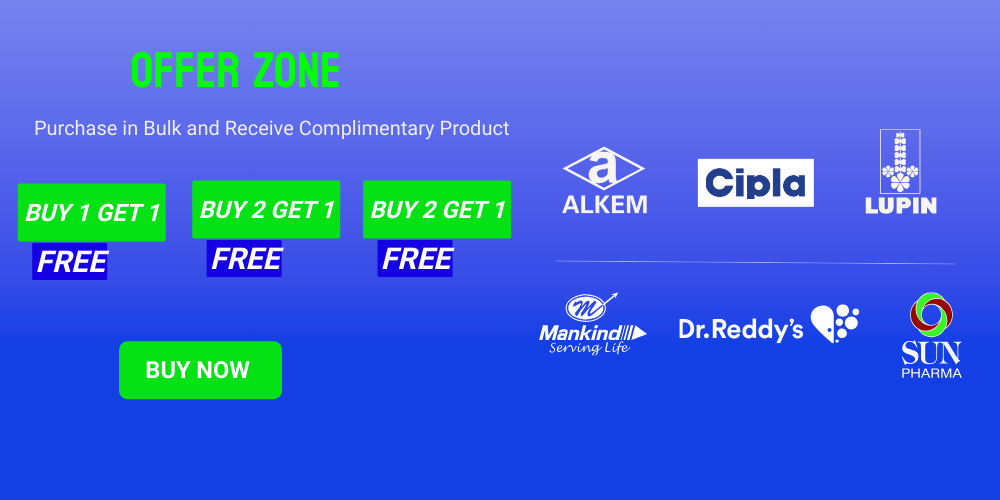 OFFER ZONE
Purchase in Bulk and Receive Complimentary Product
BUY 1 GET 1
FREE
BUY 2 GET 1
FREE
BUY 2 GET 1
FREE
BUY NOW
a
ALKEM
Cipla
LUPIN
M
Mankind
Serving Life
Dr.Reddy's
SUN
PHARMA